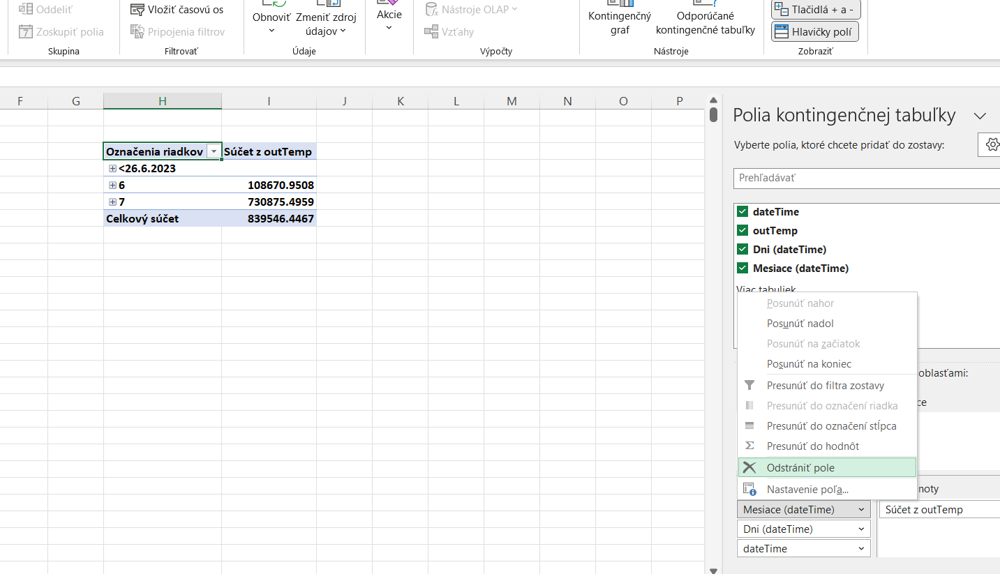 Oddeliť
7 Zoskupiť polia
Skupina
Vložiť časovú os
Pripojenia filtrov
Filtrovať
Obnoviť
Zmeniť zdroj
údajov
Údaje
Akcie
Nástroje OLAP
Vzťahy
Výpočty
Kontingenčný
graf
Odporúčané
kontingenčné tabuľky
Nástroje
Tlačidlá + a -
Hlavičky polí
Zobraziť
F G H I J K L M N O P
Označenia riadkov Súčet z outTemp
<26.6.2023
6 108670.9508
7 730875.4959
Celkový súčet 839546.4467
Polia kontingenčnej tabuľky
Vyberte polia, ktoré chcete pridať do zostavy:
Prehľadávať
dateTime
outTemp
Dni (dateTime)
Mesiace (dateTime)
Viac tabuliek
Posunúť nahor
Posunúť nadol
Posunúť na začiatok
Posunúť na koniec
oblasťami:
Presunúť do filtra zostavy
ce
Presunúť do označení riadka
Presunúť do označení stĺpca
Presunúť do hodnôt
Odstrániť pole
Nastavenie poľa...
noty
Mesiace (dateTime)
Súčet z outTemp
Dni (dateTime)
dateTime